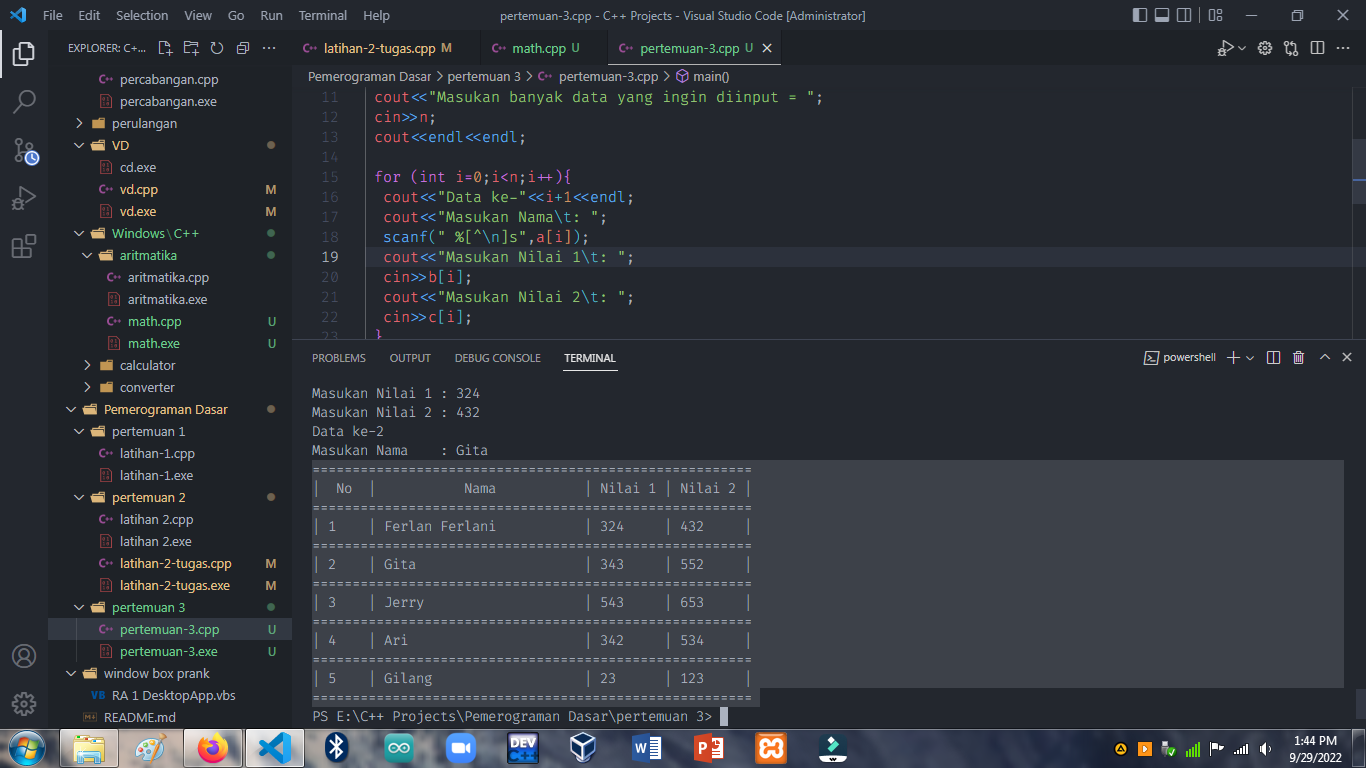 File Edit Selection View Go Run Terminal Help pertemuan-3.cpp - C++ Projects - Visual Studio Code [Administrator]
EXPLORER: C+...
percabangan.cpp
percabangan.exe
perulangan
VD
cd.exe
vd.cpp M
vd.exe M
Windows\C++
aritmatika
aritmatika.cpp
aritmatika.exe
math.cpp U
math.exe U
calculator
converter
Pemerograman Dasar
pertemuan 1
latihan-1.cpp
latihan-1.exe
pertemuan 2
latihan 2.cpp
latihan 2.exe
latihan-2-tugas.cpp M
latihan-2-tugas.exe M
pertemuan 3
pertemuan-3.cpp U
pertemuan-3.exe U
window box prank
VB RA 1 DesktopApp.vbs
README.md
latihan-2-tugas.cpp M math.cpp U pertemuan-3.cpp U
Pemerograman Dasar > pertemuan 3 > pertemuan-3.cpp > main()
11 cout<<"Masukan banyak data yang ingin diinput = ";
12 cin>>n;
13 cout<<endl<<endl;
14
15 for (int i=0;i<n;i++){
16 cout<<"Data ke-"<<i+1<<endl;
17 cout<<"Masukan Nama\t: ";
18 scanf(" %[^\n]s",a[i]);
19 cout<<"Masukan Nilai 1\t: ";
20 cin>>b[i];
21 cout<<"Masukan Nilai 2\t: ";
22 cin>>c[i];
23 }
PROBLEMS OUTPUT DEBUG CONSOLE TERMINAL powershell
Masukan Nilai 1 : 324
Masukan Nilai 2 : 432
Data ke-2
Masukan Nama : Gita
=======================================================
| No | Nama | Nilai 1 | Nilai 2 |
=======================================================
| 1 | Ferlan Ferlani | 324 | 432 |
=======================================================
| 2 | Gita | 343 | 552 |
=======================================================
| 3 | Jerry | 543 | 653 |
=======================================================
| 4 | Ari | 342 | 534 |
=======================================================
| 5 | Gilang | 23 | 123 |
=======================================================
PS E:\C++ Projects\Pemerograman Dasar\pertemuan 3>
DEV
1:44 PM
9/29/2022